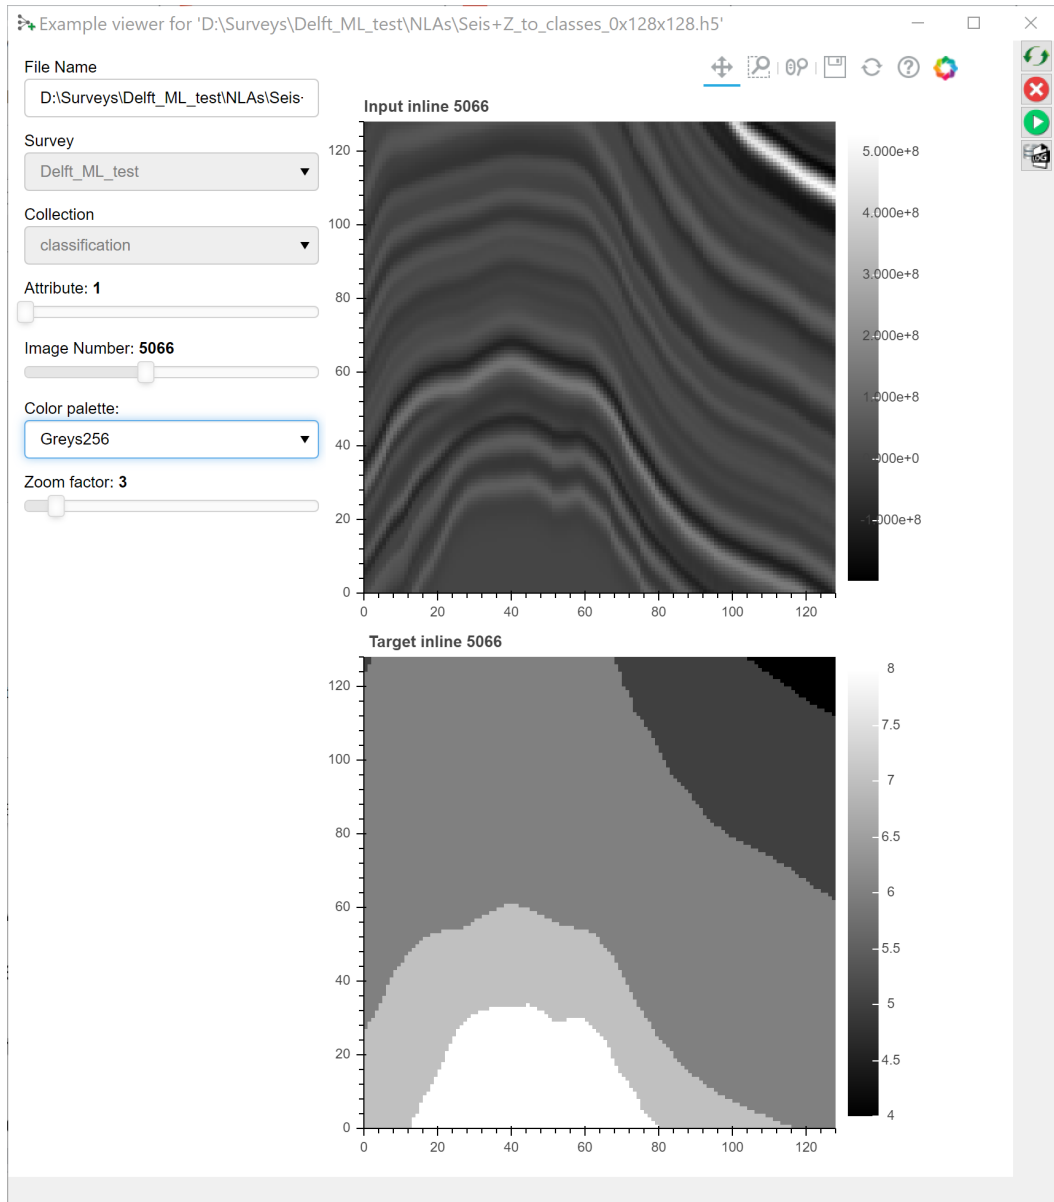 Example viewer for 'D:\Surveys\Delft_ML_test\NLAs\Seis+Z_to_classes_0x128x128.h5'
File Name
D:\Surveys\Delft_ML_test\NLAs\Seis
Survey
Delft_ML_test
Collection
classification
Attribute: 1
Image Number: 5066
Color palette:
Greys256
Zoom factor: 3
Input inline 5066
120
100
80
60
40
20
0
0 20 40 60 80 100 120
5.000e+8
4.000e+8
3.000e+8
2.000e+8
1.000e+8
000e+0
-1.000e+8
Target inline 5066
120
100
80
60
40
20
0
0 20 40 60 80 100 120
8
7.5
7
6.5
6
5.5
5
4.5
4